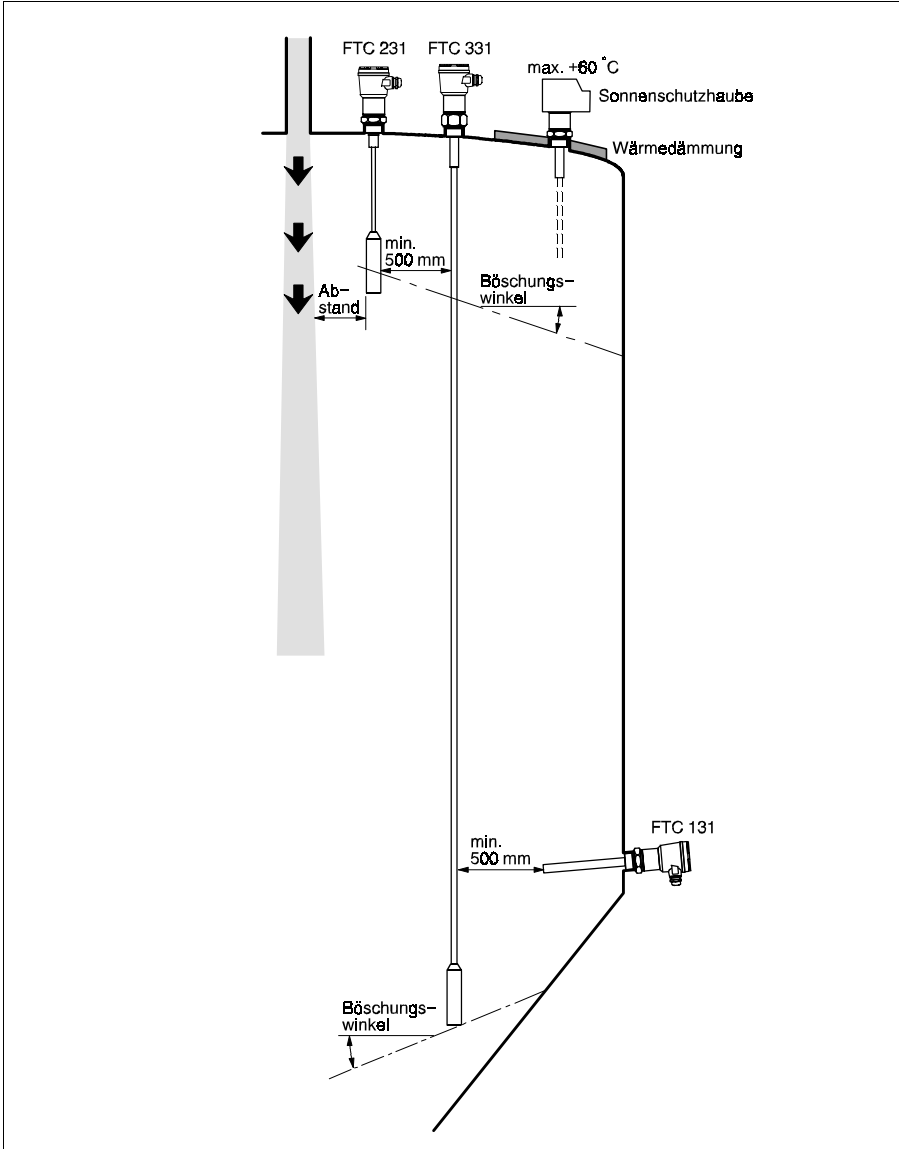 FTC 231
FTC 331
max. +60 °C
Sonnenschutzhaube
Wärmedämmung
min.
500 mm
Böschungs-
winkel
Ab-
stand
FTC 131
min.
500 mm
Böschungs-
winkel